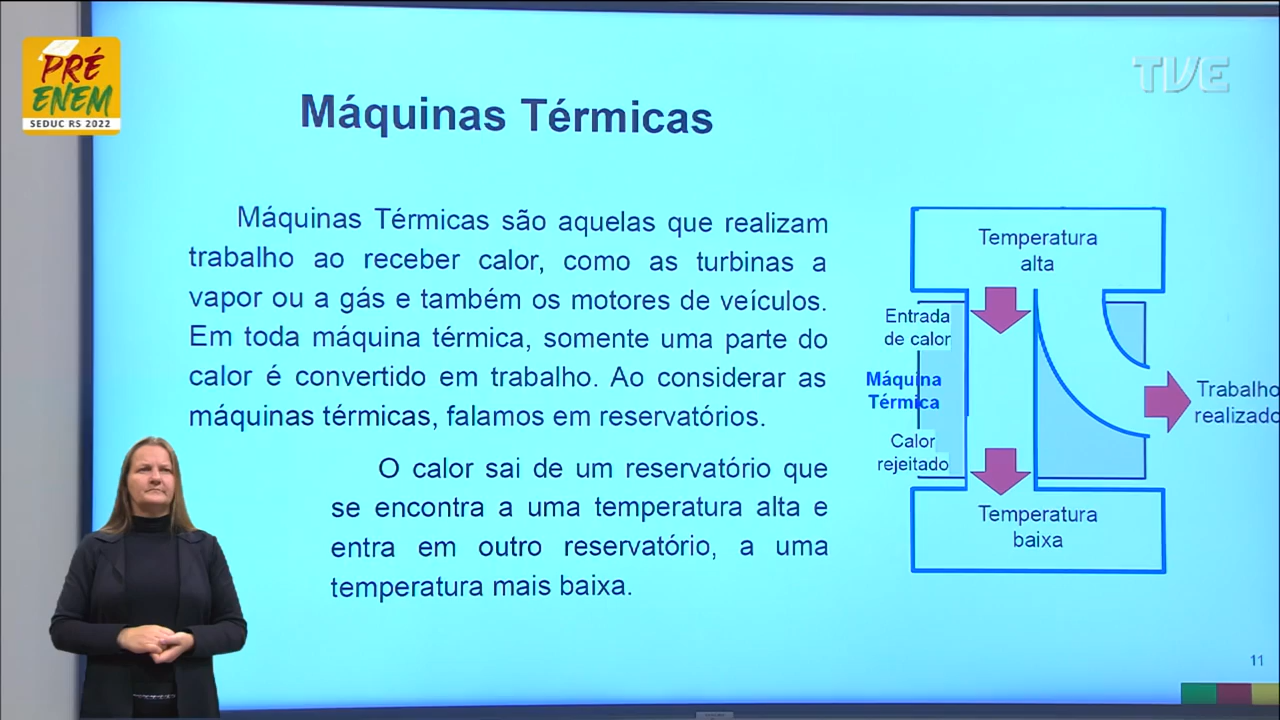 PRÉ
ENEM
SEDUC RS 2022
TVE
Máquinas Térmicas
Máquinas Térmicas são aquelas que realizam
trabalho ao receber calor, como as turbinas a
vapor ou a gás e também os motores de veículos.
Em toda máquina térmica, somente uma parte do
calor é convertido em trabalho. Ao considerar as
máquinas térmicas, falamos em reservatórios.
O calor sai de um reservatório que
se encontra a uma temperatura alta e
entra em outro reservatório, a uma
temperatura mais baixa.
Temperatura
alta
Entrada
de calor
Máquina
Térmica
Calor
rejeitado
Trabalho
realizado
Temperatura
baixa
11